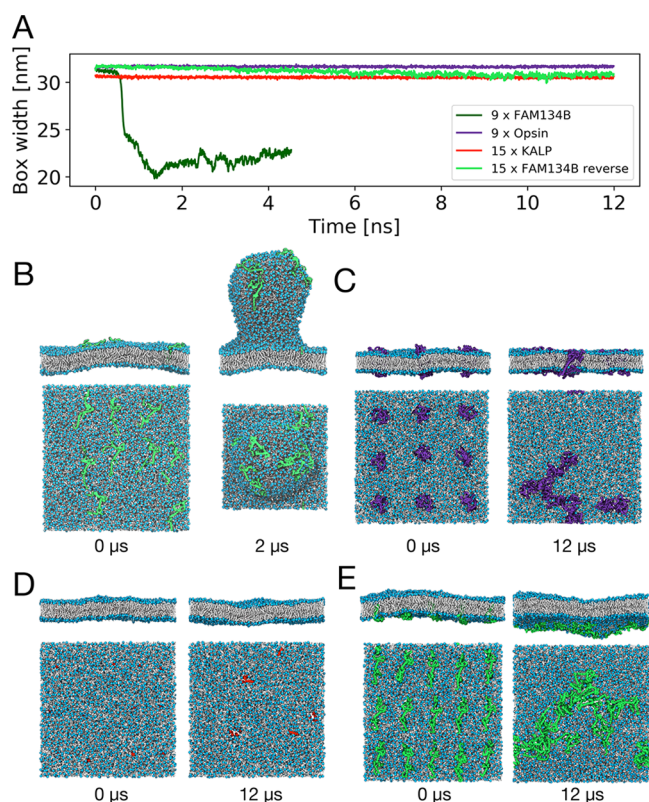 A
Box width [nm]
30
25
20
9 x FAM134B
9 x Opsin
15 x KALP
15 x FAM134B reverse
0 2 4 6 8 10 12
Time [ns]
B
C
0 µs 2 µs 0 µs 12 µs
D
E
0 µs 12 µs 0 µs 12 µs